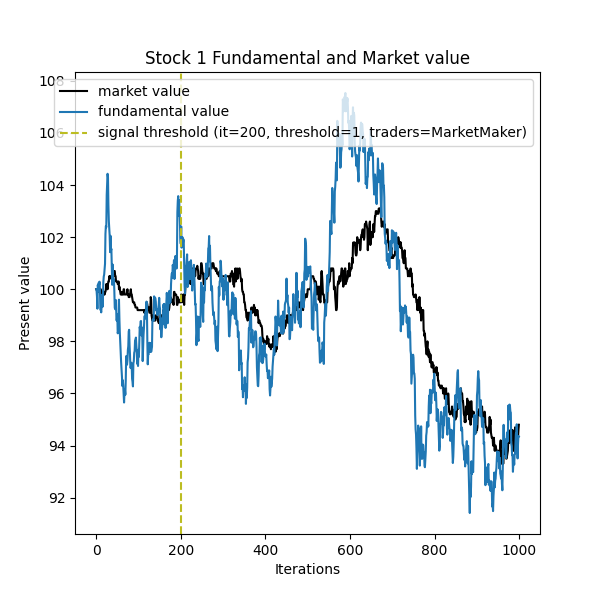 Stock 1 Fundamental and Market value
market value
fundamental value
signal threshold (it=200, threshold=1, traders=MarketMaker)
Present value
108
106
104
102
100
98
96
94
92
0
200
400
600
800
1000
Iterations